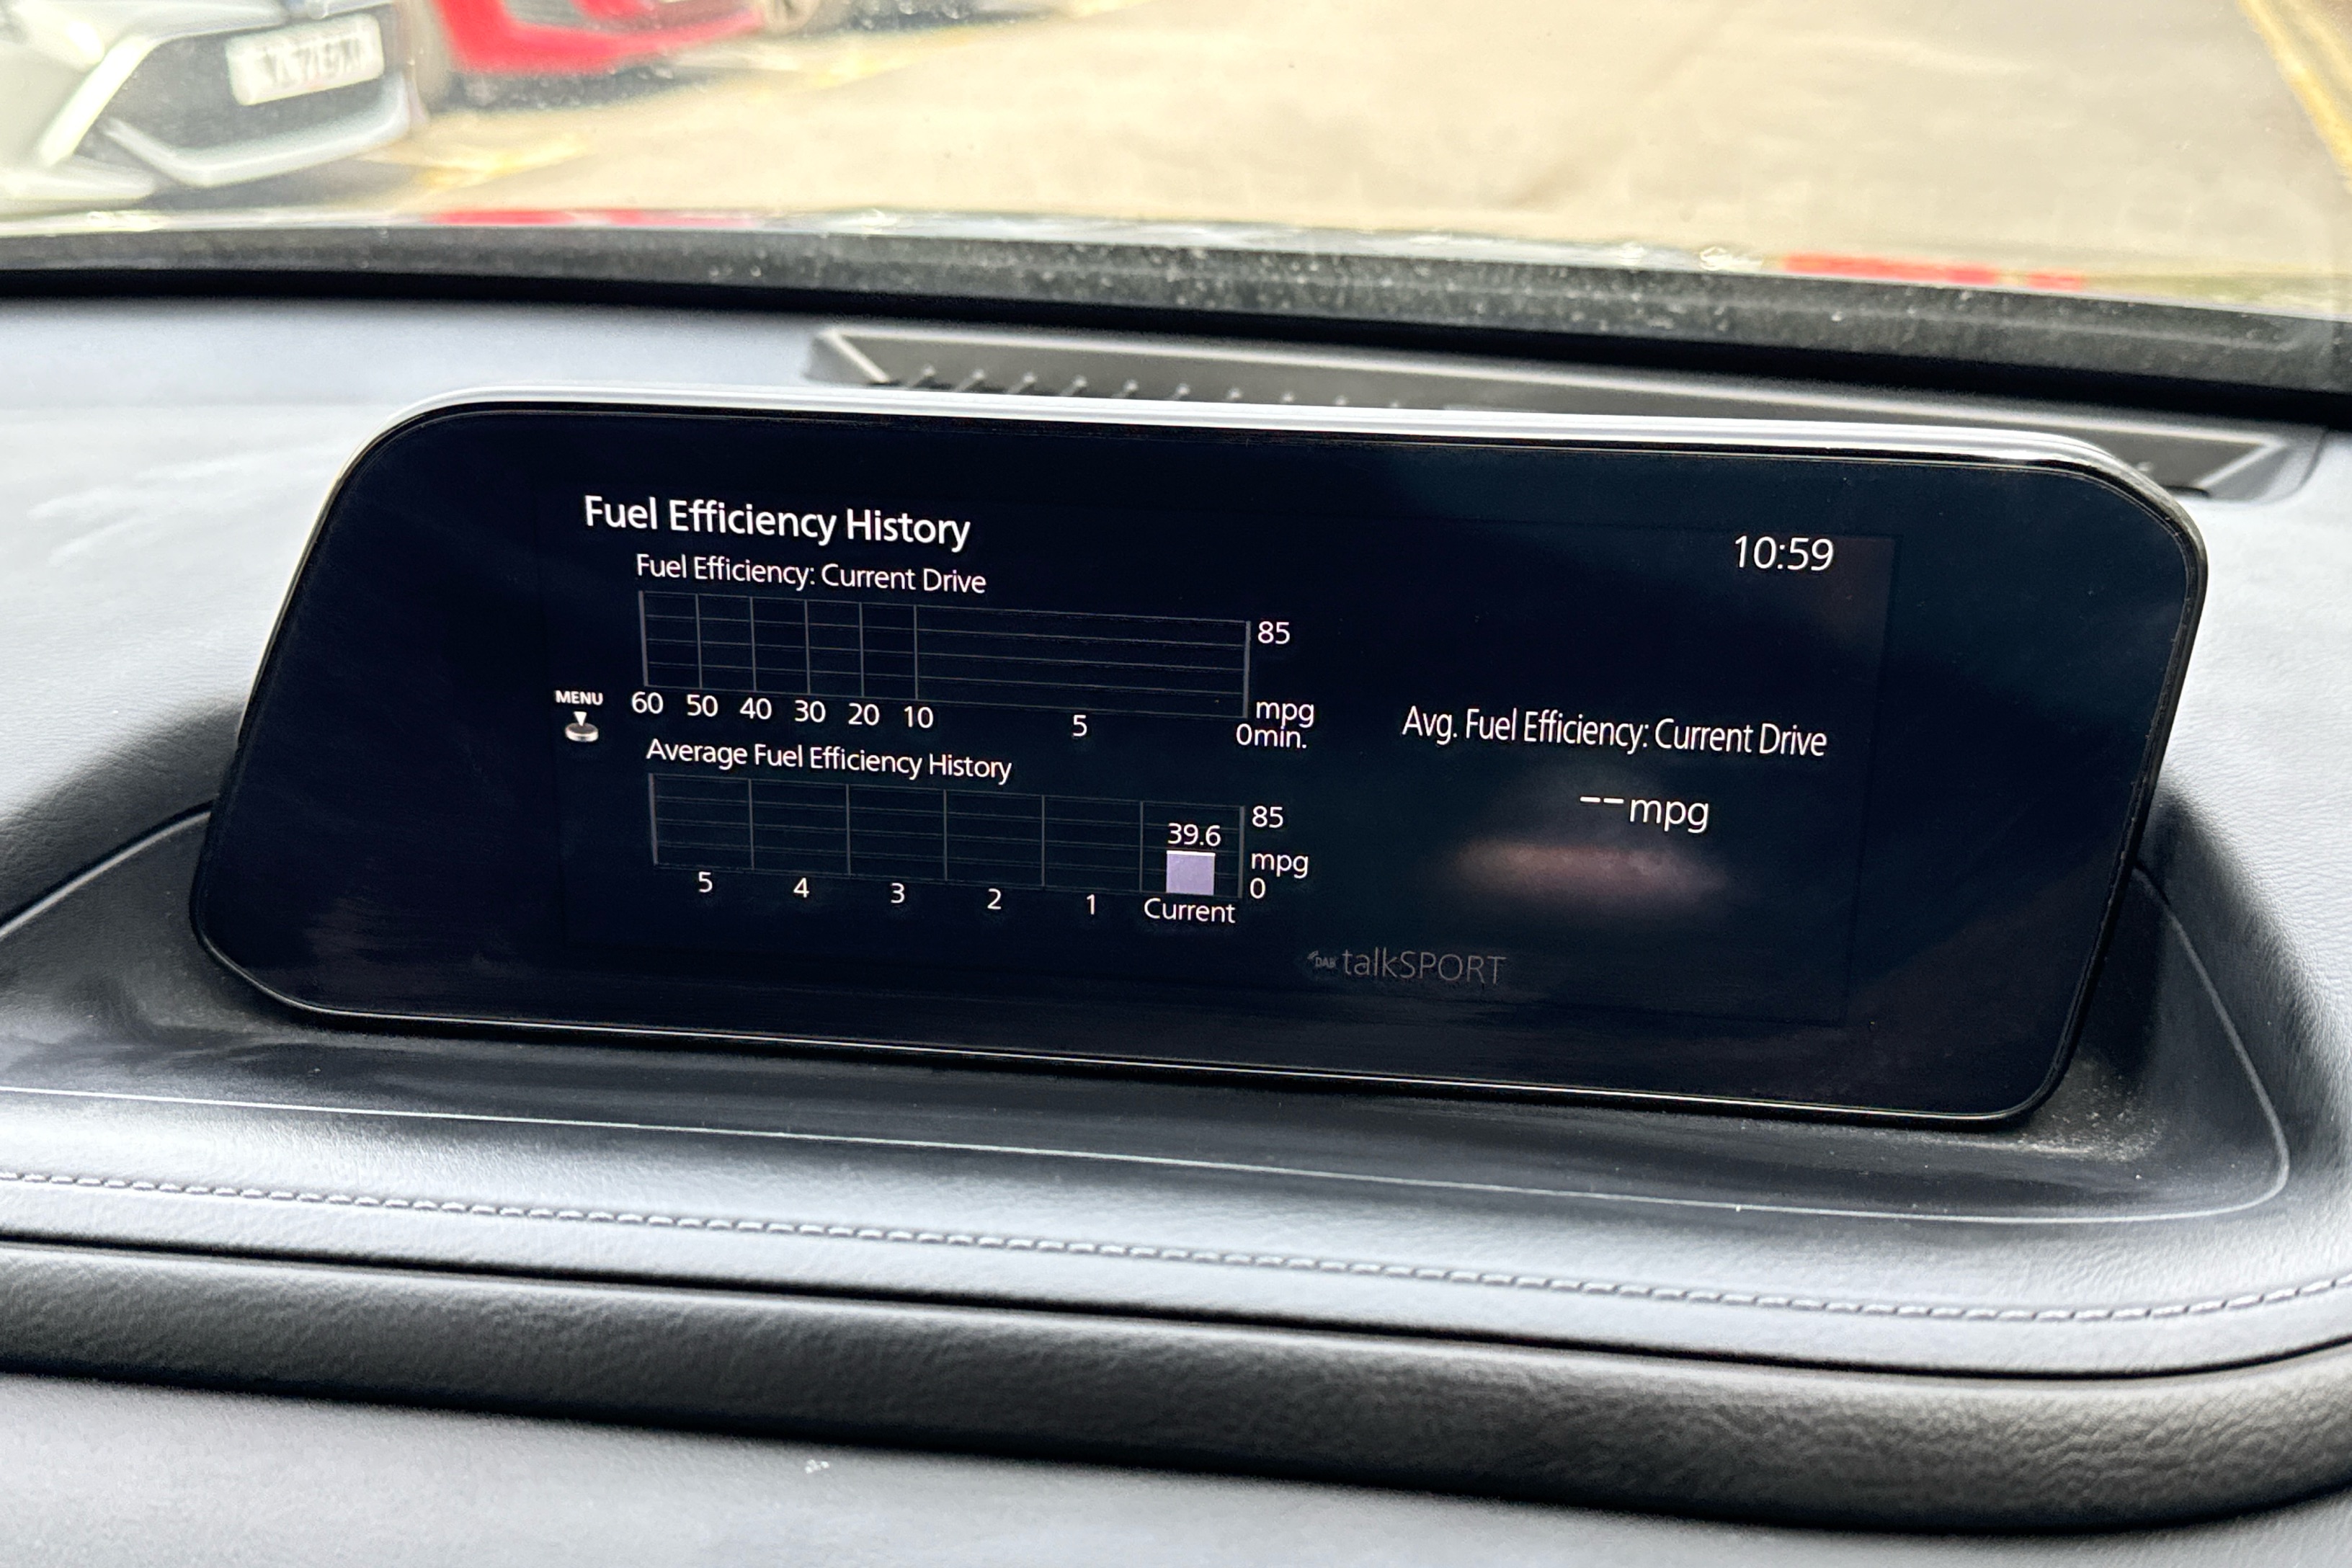 Fuel Efficiency History
10:59
Fuel Efficiency: Current Drive
85
MENU
60 50 40 30 20 10 5
mpg
0min.
Avg. Fuel Efficiency: Current Drive
--mpg
Average Fuel Efficiency History
85
39.6
mpg
0
5 4 3 2 1 Current
DAB talkSPORT